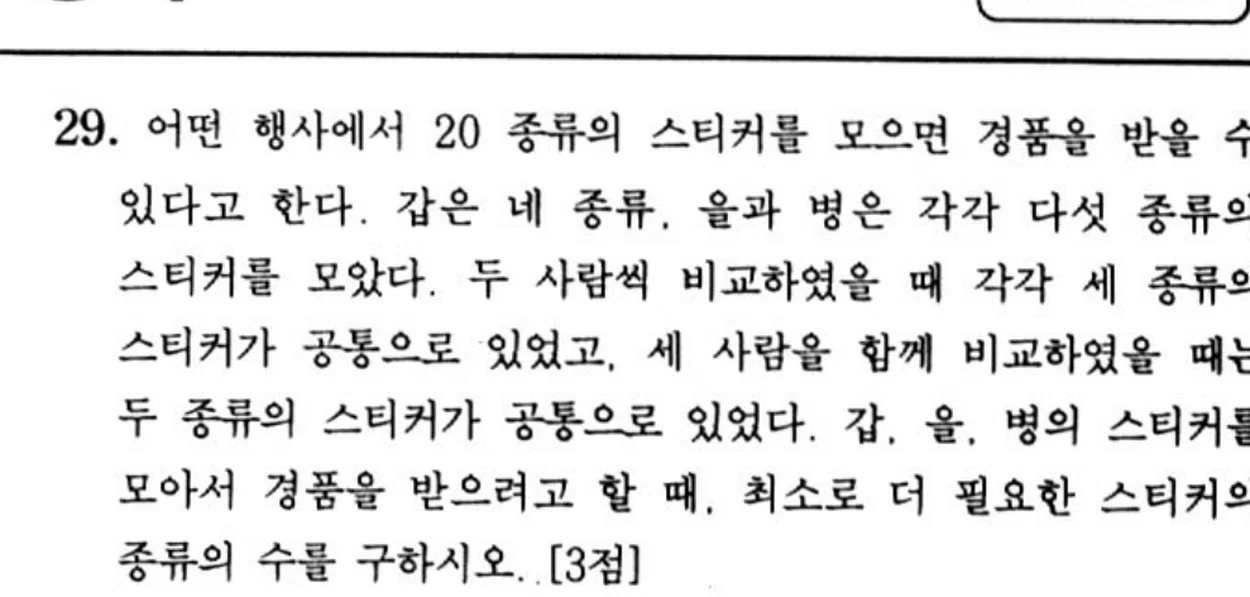 29. 어떤 행사에서 20 종류의 스티커를 모으면 경품을 받을 수
있다고 한다. 갑은 네 종류, 을과 병은 각각 다섯 종류의
스티커를 모았다. 두 사람씩 비교하였을 때 각각 세 종류의
스티커가 공통으로 있었고, 세 사람을 함께 비교하였을 때는
두 종류의 스티커가 공통으로 있었다. 갑, 을, 병의 스티커를
모아서 경품을 받으려고 할 때, 최소로 더 필요한 스티커의
종류의 수를 구하시오. [3점]